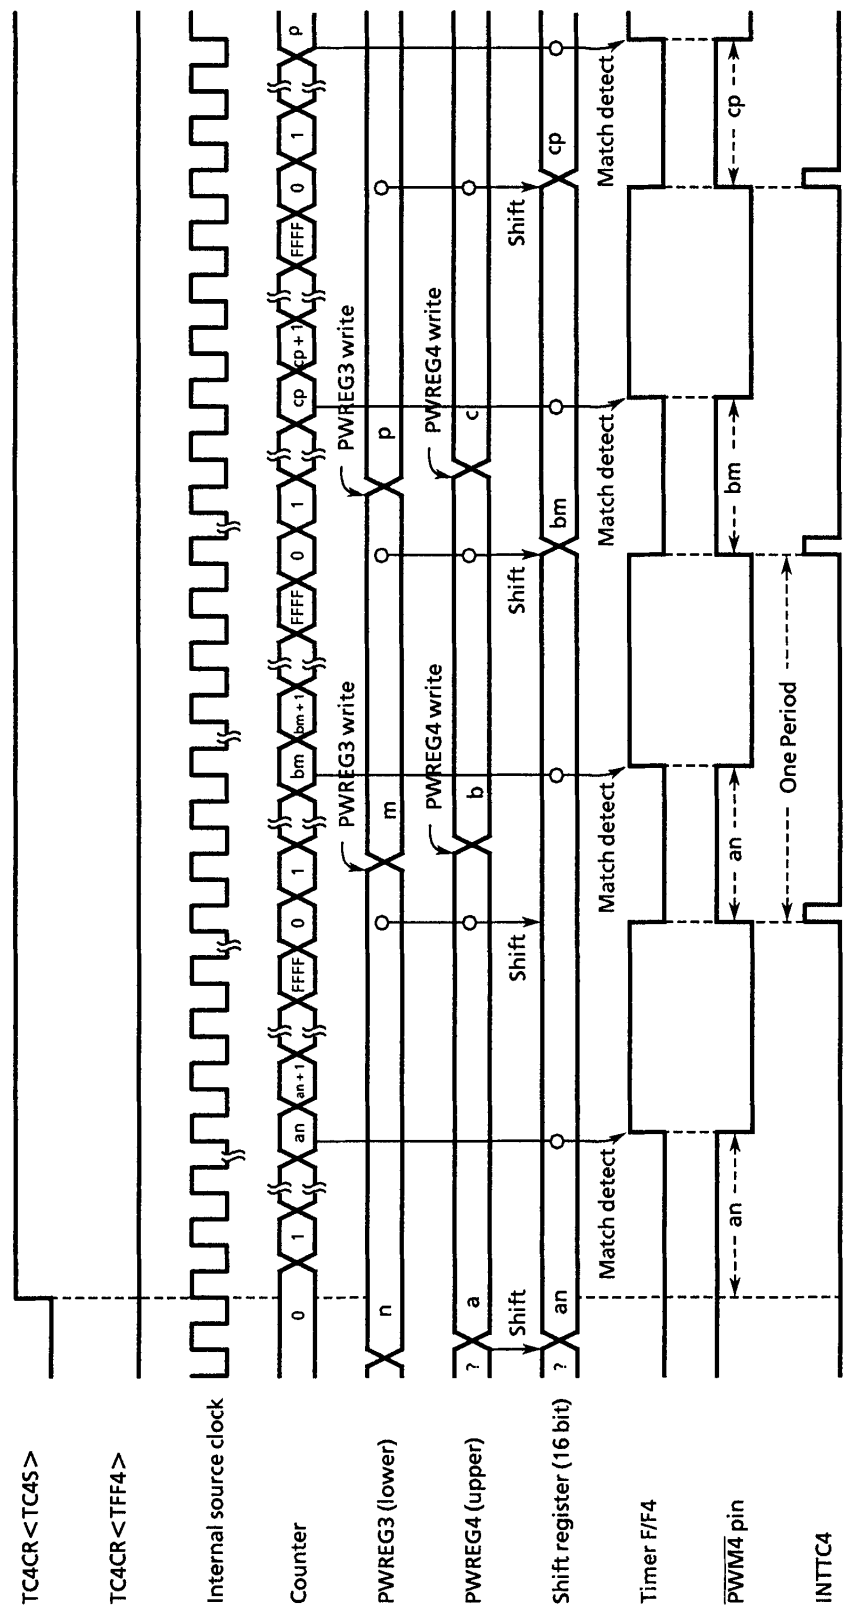 TC4CR<TC4S>
TC4CR<TFF4>
Internal source clock
Counter 0 1 an an+1 FFFF 0 1 bm bm+1 FFFF 0 1 cp cp+1 FFFF 0 1 p
PWREG3 write PWREG3 write
PWREG3 (lower) n m p
PWREG4 write PWREG4 write
PWREG4 (upper) ? a b c
Shift Shift Shift Shift
Shift register (16 bit) ? an bm cp
Match detect Match detect Match detect Match detect
Timer F/F4
PWM4 pin an an bm cp
One Period
INTTC4